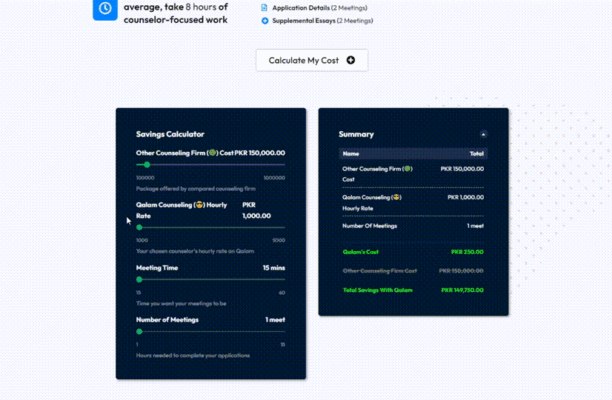 average, take 8 hours of
counselor-focused work
Application Details (2 Meetings)
Supplemental Essays (2 Meetings)
Calculate My Cost
Savings Calculator
Other Counseling Firm (🎯) Cost PKR 150,000.00
100000 1000000
Package offered by compared counseling firm
Qalam Counseling (😎) Hourly Rate PKR 1,000.00
1000 5000
Your chosen counselor's hourly rate on Qalam
Meeting Time 15 mins
15 60
Time you want your meetings to be
Number of Meetings 1 meet
1 15
Hours needed to complete your applications
Summary
Name Total
Other Counseling Firm (🎯) Cost PKR 150,000.00
Qalam Counseling (😎) Hourly Rate PKR 1,000.00
Number Of Meetings 1 meet
Qalam's Cost PKR 250.00
Other Counseling Firm Cost PKR 150,000.00
Total Savings With Qalam PKR 149,750.00